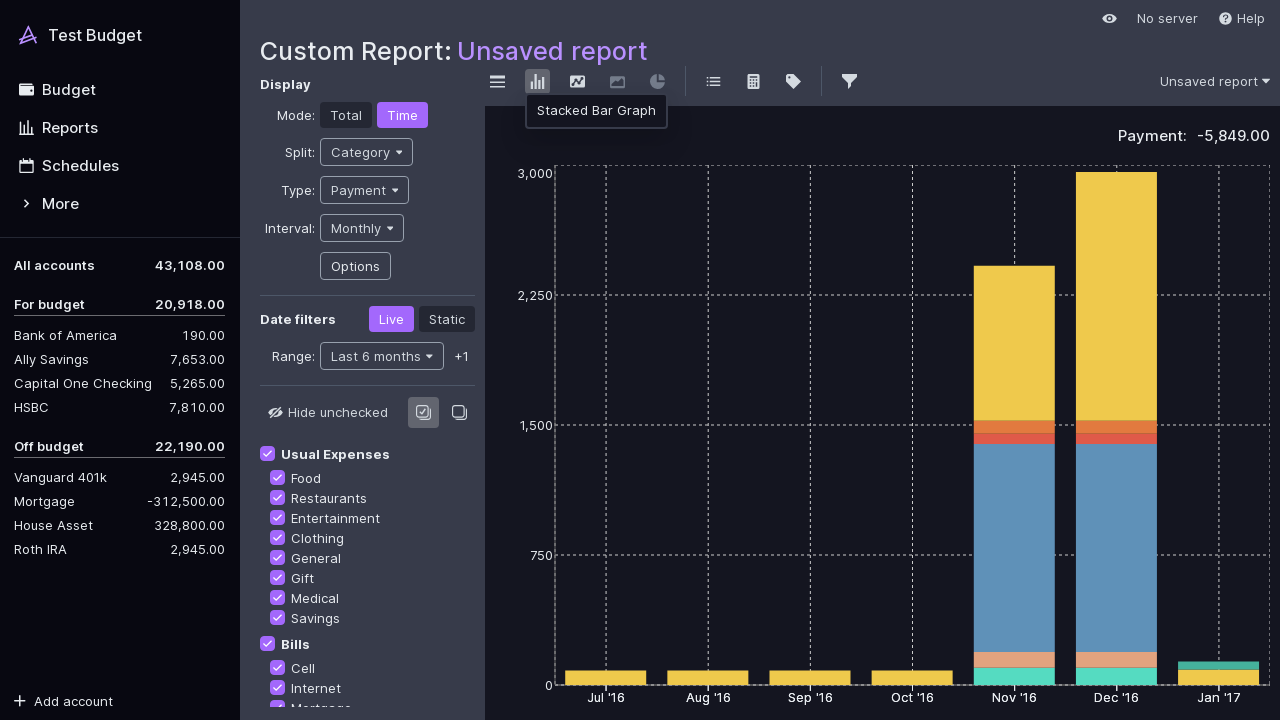 Test Budget
Budget
Reports
Schedules
More
All accounts 43,108.00
For budget 20,918.00
Bank of America 190.00
Ally Savings 7,653.00
Capital One Checking 5,265.00
HSBC 7,810.00
Off budget 22,190.00
Vanguard 401k 2,945.00
Mortgage -312,500.00
House Asset 328,800.00
Roth IRA 2,945.00
Add account
No server Help
Custom Report: Unsaved report
Display
Mode: Total Time
Split: Category
Type: Payment
Interval: Monthly
Options
Date filters Live Static
Range: Last 6 months +1
Hide unchecked
Usual Expenses
Food
Restaurants
Entertainment
Clothing
General
Gift
Medical
Savings
Bills
Cell
Internet
Mortgage
Unsaved report
Stacked Bar Graph
Payment: -5,849.00
3,000
2,250
1,500
750
0
Jul '16 Aug '16 Sep '16 Oct '16 Nov '16 Dec '16 Jan '17